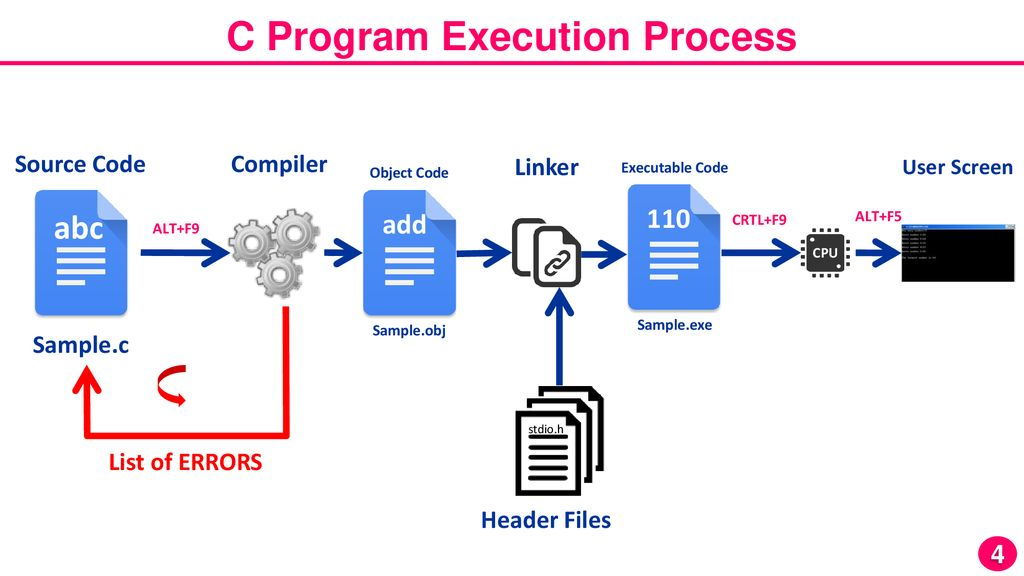 C Program Execution Process
Source Code
Compiler
Object Code
Linker
Executable Code
User Screen
abc
ALT+F9
add
110
CRTL+F9
ALT+F5
CPU
Sample.c
Sample.obj
Sample.exe
stdio.h
List of ERRORS
Header Files
4